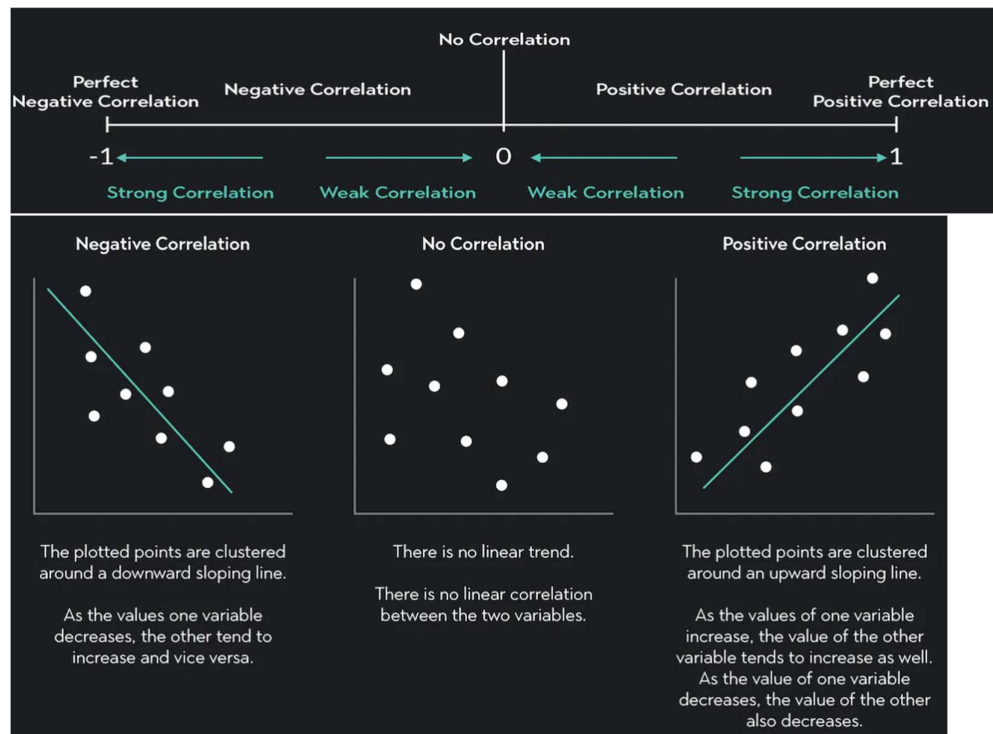 No Correlation
Perfect
Negative Correlation
Negative Correlation
Positive Correlation
Perfect
Positive Correlation
-1
0
1
Strong Correlation
Weak Correlation
Weak Correlation
Strong Correlation
Negative Correlation
The plotted points are clustered
around a downward sloping line.
As the values one variable
decreases, the other tend to
increase and vice versa.
No Correlation
There is no linear trend.
There is no linear correlation
between the two variables.
Positive Correlation
The plotted points are clustered
around an upward sloping line.
As the values of one variable
increase, the value of the other
variable tends to increase as well.
As the value of one variable
decreases, the value of the other
also decreases.